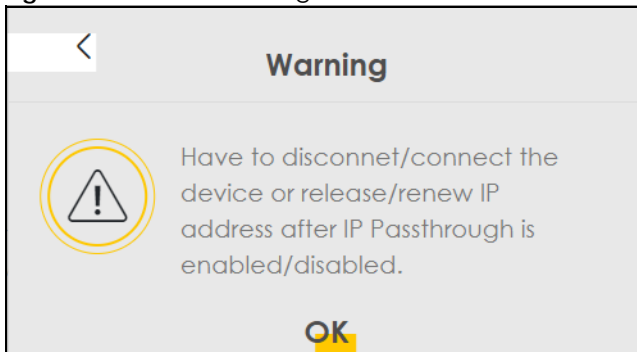 Warning
Have to disconnet/connect the
device or release/renew IP
address after IP Passthrough is
enabled/disabled.
OK